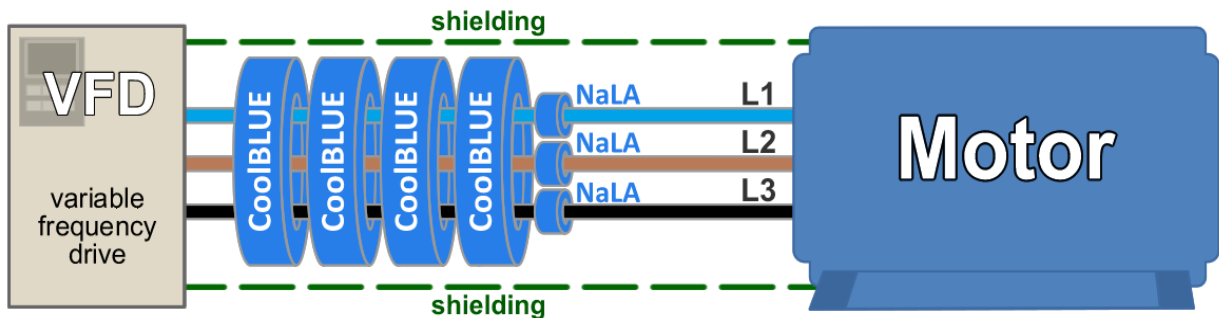 shielding
VFD
variable
frequency
drive
CoolBLUE
CoolBLUE
CoolBLUE
CoolBLUE
NaLA
L1
NaLA
L2
NaLA
L3
Motor
shielding